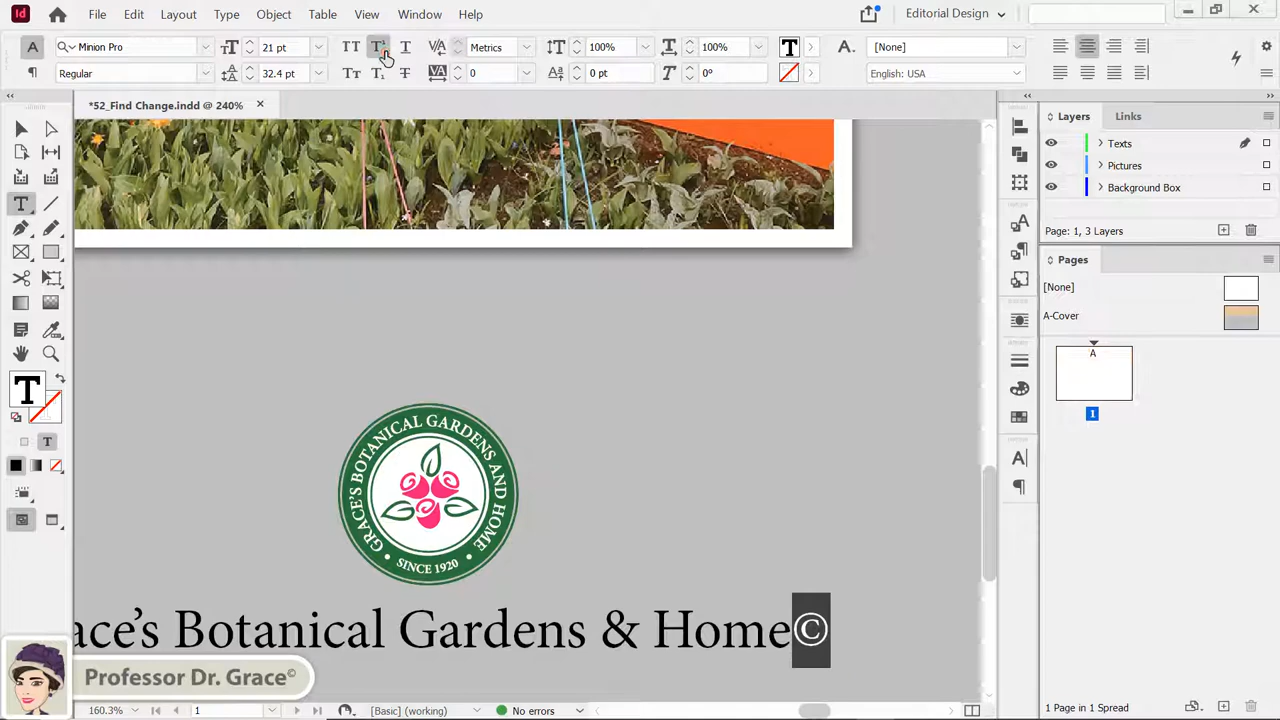 Id File Edit Layout Type Object Table View Window Help Editorial Design
A Minion Pro 21 pt Metrics 100% 100% T A. [None]
Regular 32.4 pt 0 0 pt 0° English: USA
*52_Find Change.indd @ 240%
Layers Links
Texts
Pictures
Background Box
Page: 1, 3 Layers
Pages
[None]
A-Cover
A
1
GRACE'S BOTANICAL GARDENS AND HOME
• SINCE 1920 •
ace's Botanical Gardens & Home©
Professor Dr. Grace©
160.3% 1 [Basic] (working) No errors
1 Page in 1 Spread